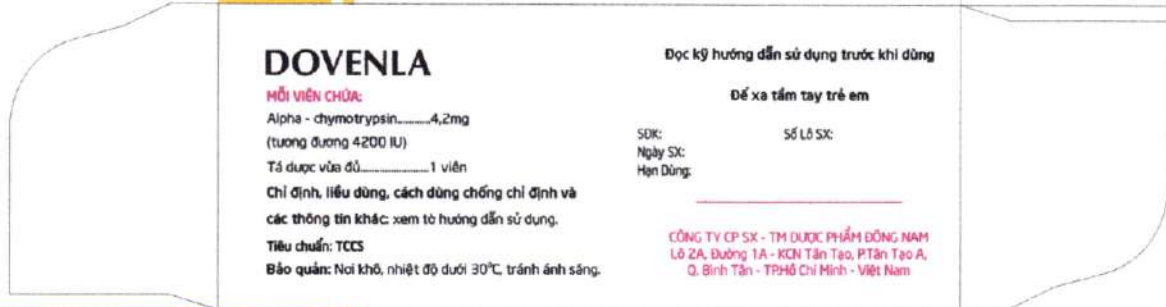 DOVENLA
MỖI VIÊN CHỨA:
Alpha - chymotrypsin...........4,2mg
(tương đương 4200 IU)
Tá dược vừa đủ.......................1 viên
Chỉ định, liều dùng, cách dùng chống chỉ định và
các thông tin khác: xem tờ hướng dẫn sử dụng.
Tiêu chuẩn: TCCS
Bảo quản: Nơi khô, nhiệt độ dưới 30°C, tránh ánh sáng.
Đọc kỹ hướng dẫn sử dụng trước khi dùng
Để xa tầm tay trẻ em
SĐK: Số Lô SX:
Ngày SX:
Hạn Dùng:
CÔNG TY CP SX - TM DƯỢC PHẨM ĐÔNG NAM
Lô 2A, Đường 1A - KCN Tân Tạo, P.Tân Tạo A,
Q. Bình Tân - TP.Hồ Chí Minh - Việt Nam